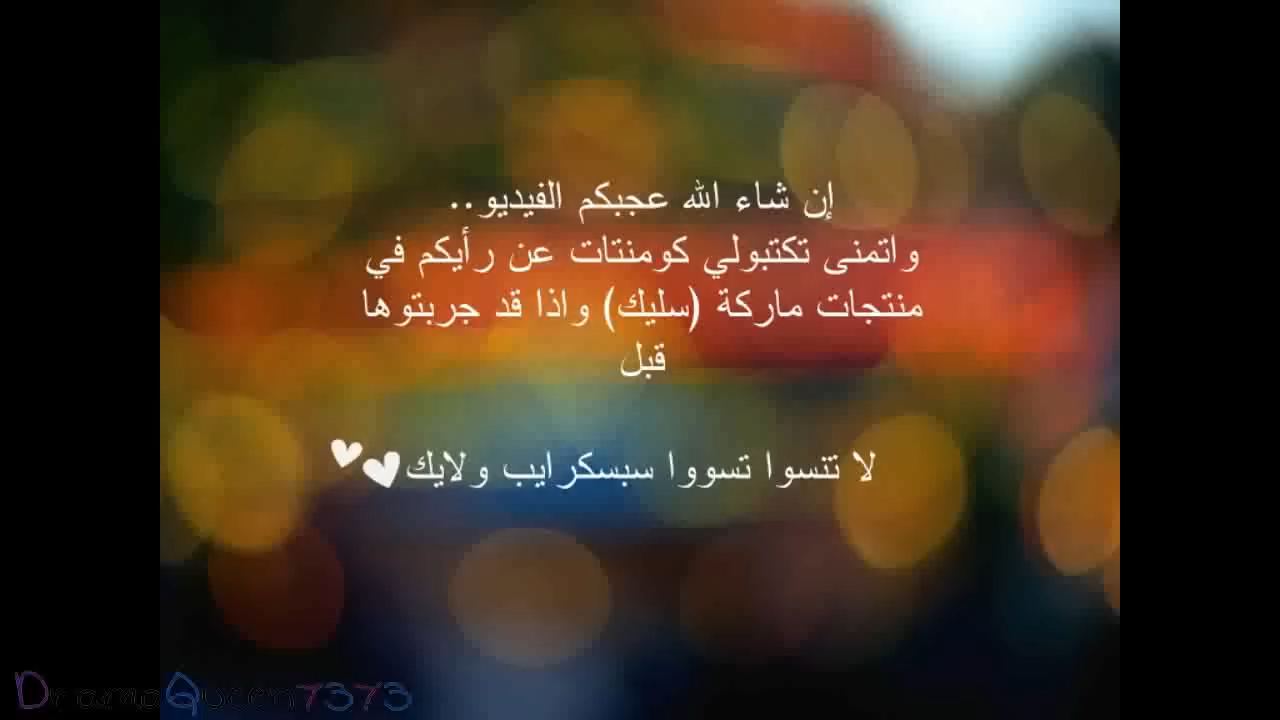 إن شاء الله عجبكم الفيديو..
واتمنى تكتبولي كومنتات عن رأيكم في
منتجات ماركة (سليك) واذا قد جربتوها
قبل
لا تنسوا تسووا سبسكرايب ولايك
DramaQueen7373